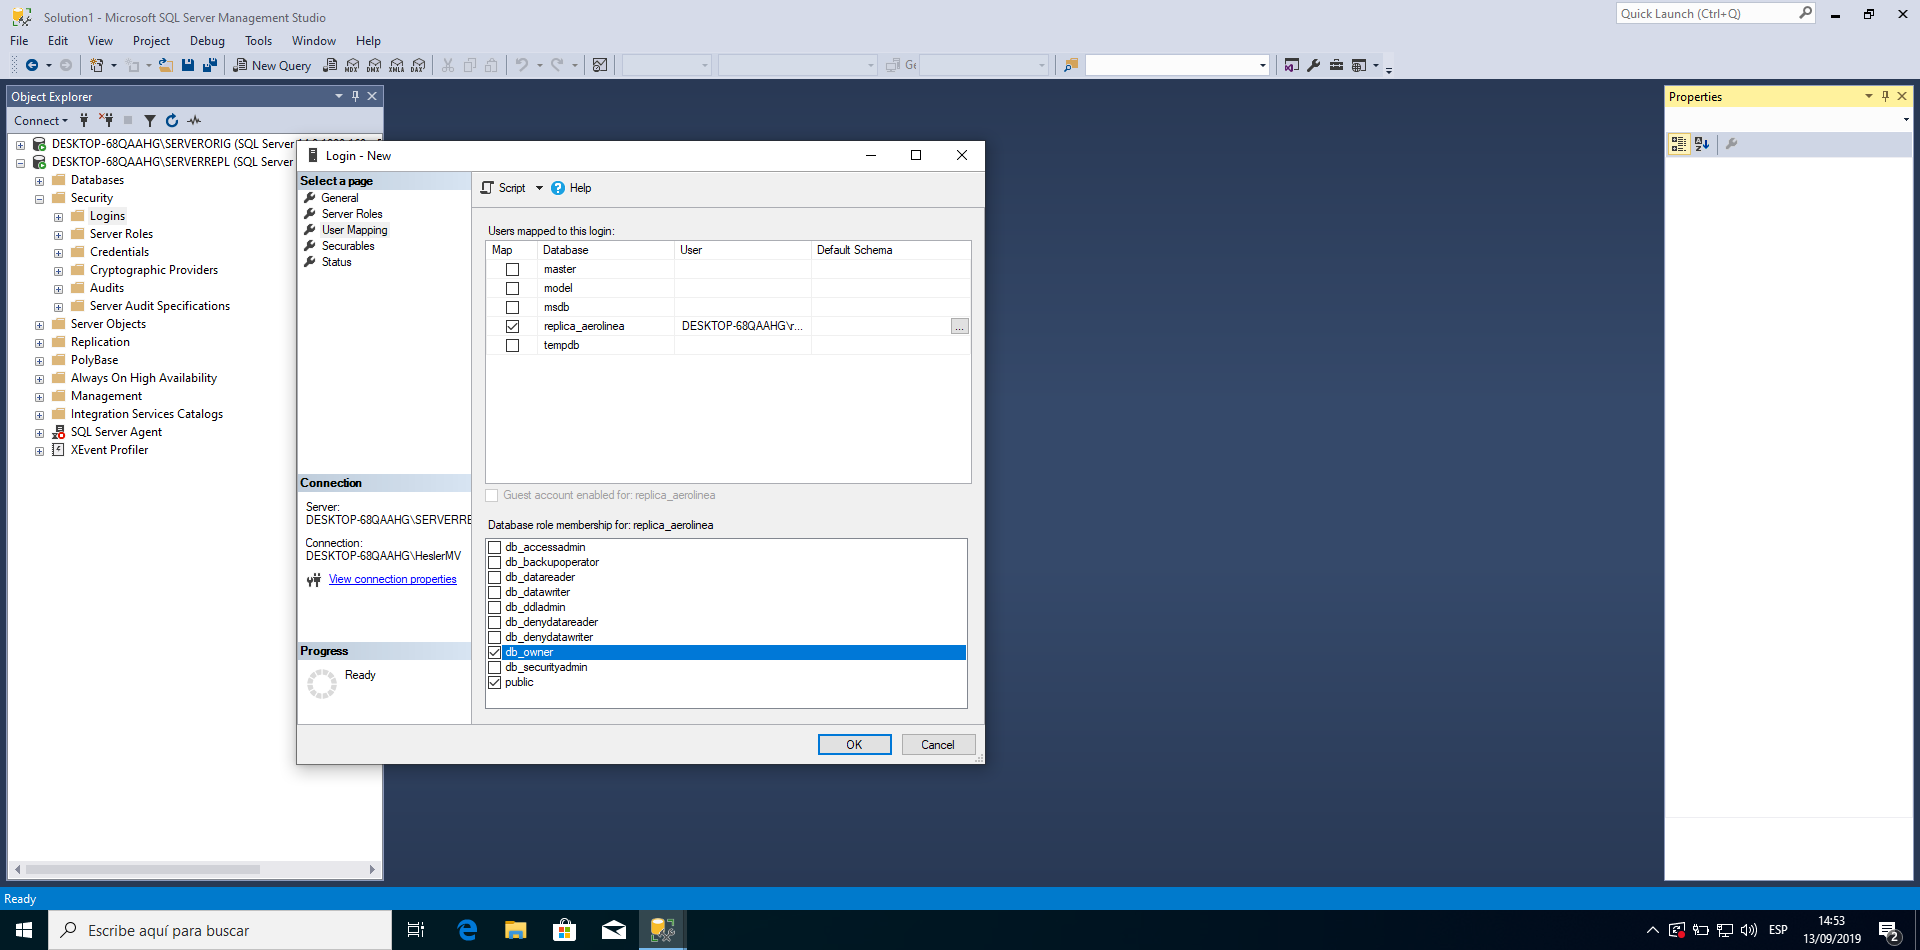 Solution1 - Microsoft SQL Server Management Studio
Quick Launch (Ctrl+Q)
File Edit View Project Debug Tools Window Help
New Query MDX DMX XMLA DAX
Object Explorer
Connect
DESKTOP-68QAAHG\SERVERORIG (SQL Server
DESKTOP-68QAAHG\SERVERREPL (SQL Server
Databases
Security
Logins
Server Roles
Credentials
Cryptographic Providers
Audits
Server Audit Specifications
Server Objects
Replication
PolyBase
Always On High Availability
Management
Integration Services Catalogs
SQL Server Agent
XEvent Profiler
Login - New
Select a page
General
Server Roles
User Mapping
Securables
Status
Connection
Server:
DESKTOP-68QAAHG\SERVERRE
Connection:
DESKTOP-68QAAHG\HeslerMV
View connection properties
Progress
Ready
Script Help
Users mapped to this login:
Map Database User Default Schema
master
model
msdb
replica_aerolinea DESKTOP-68QAAHG\r... ...
tempdb
Guest account enabled for: replica_aerolinea
Database role membership for: replica_aerolinea
db_accessadmin
db_backupoperator
db_datareader
db_datawriter
db_ddladmin
db_denydatareader
db_denydatawriter
db_owner
db_securityadmin
public
OK Cancel
Properties
Ready
Escribe aquí para buscar
ESP
14:53
13/09/2019
2